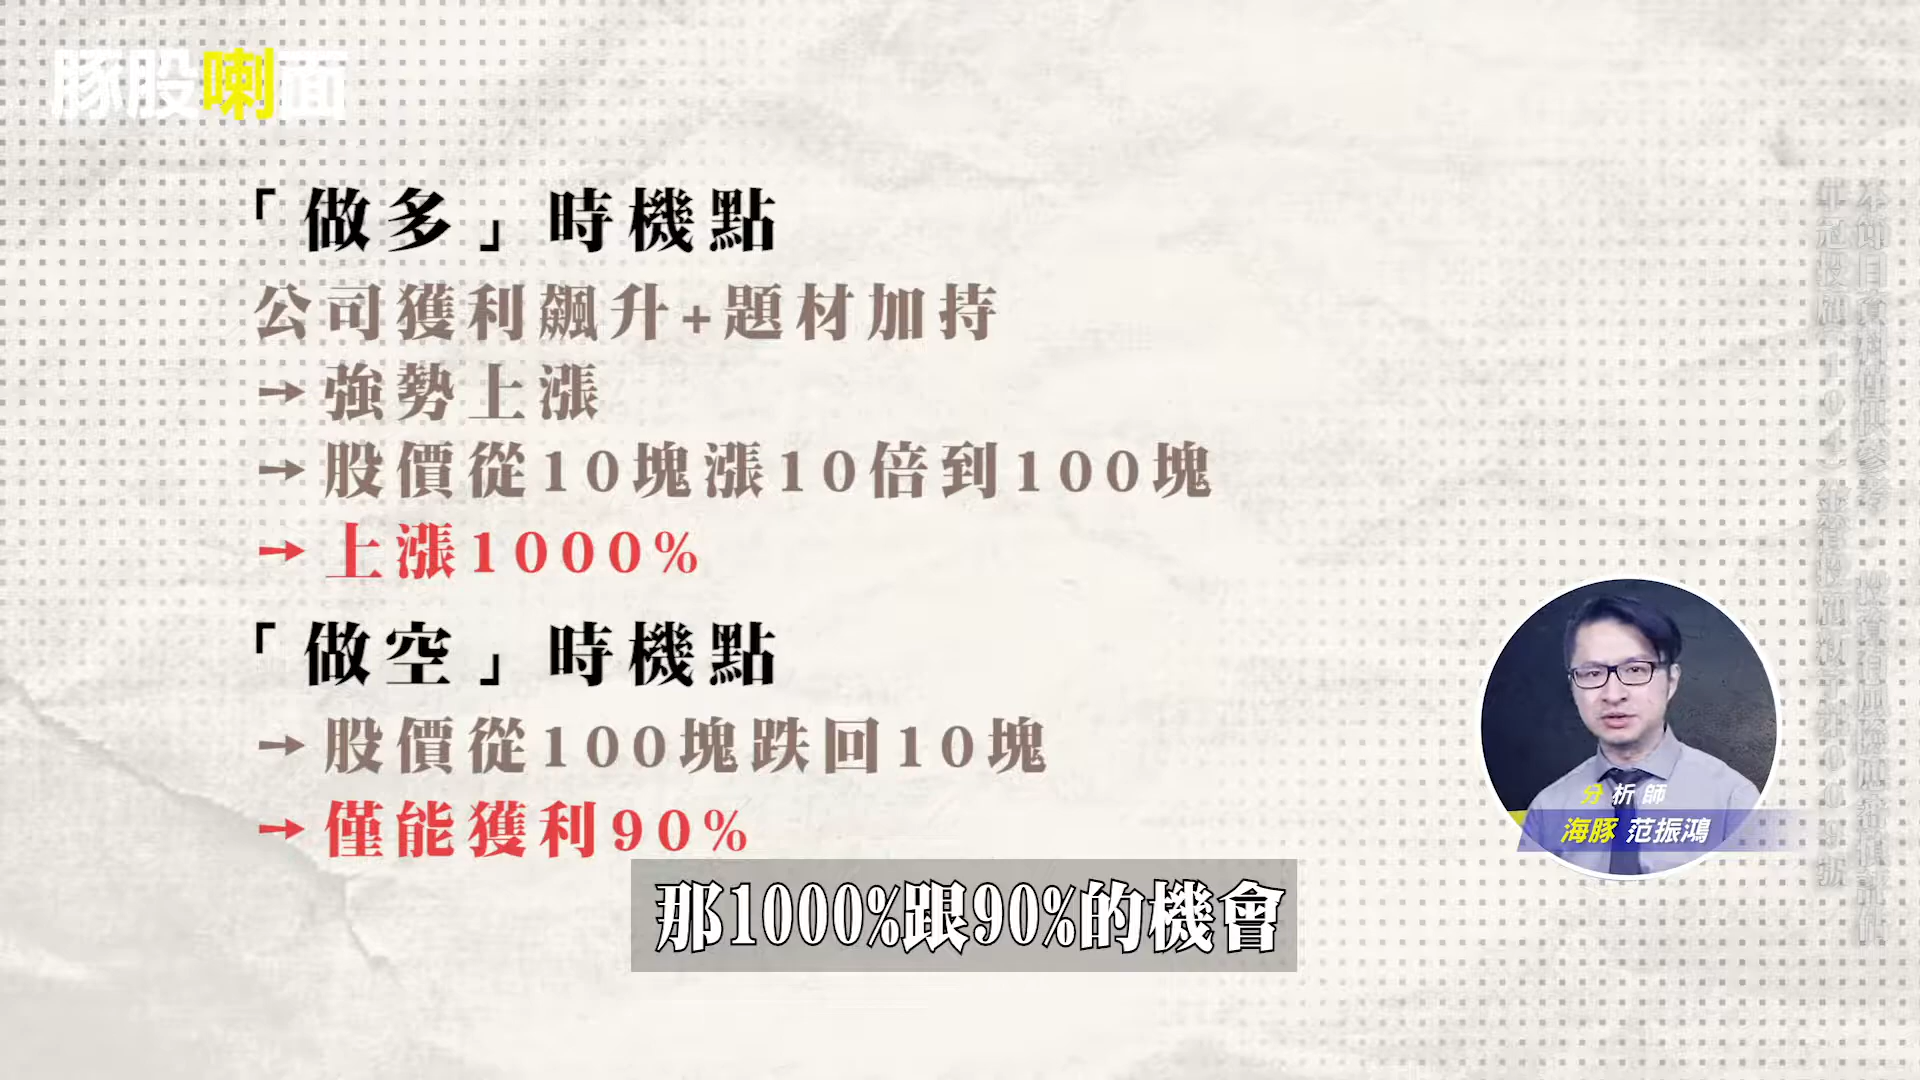 豚股喇面
「做多」時機點
公司獲利飆升+題材加持
→強勢上漲
→股價從10塊漲10倍到100塊
→上漲1000%
「做空」時機點
→股價從100塊跌回10塊
→僅能獲利90%
分析師
海豚 范振鴻
那1000%跟90%的機會